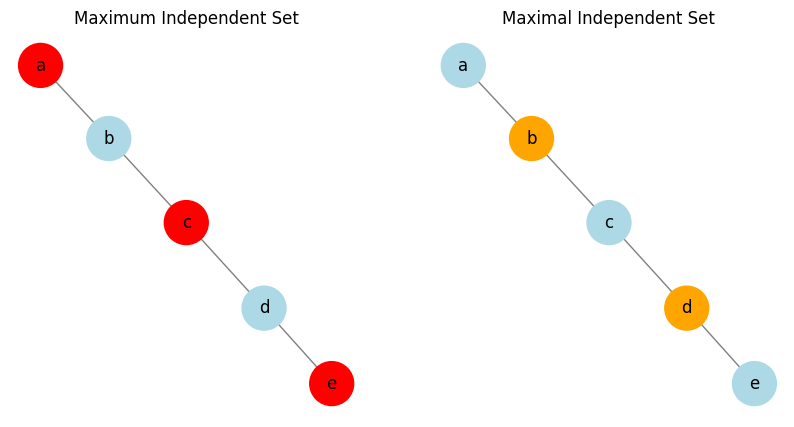 Maximum Independent Set
a
b
c
d
e
Maximal Independent Set
a
b
c
d
e